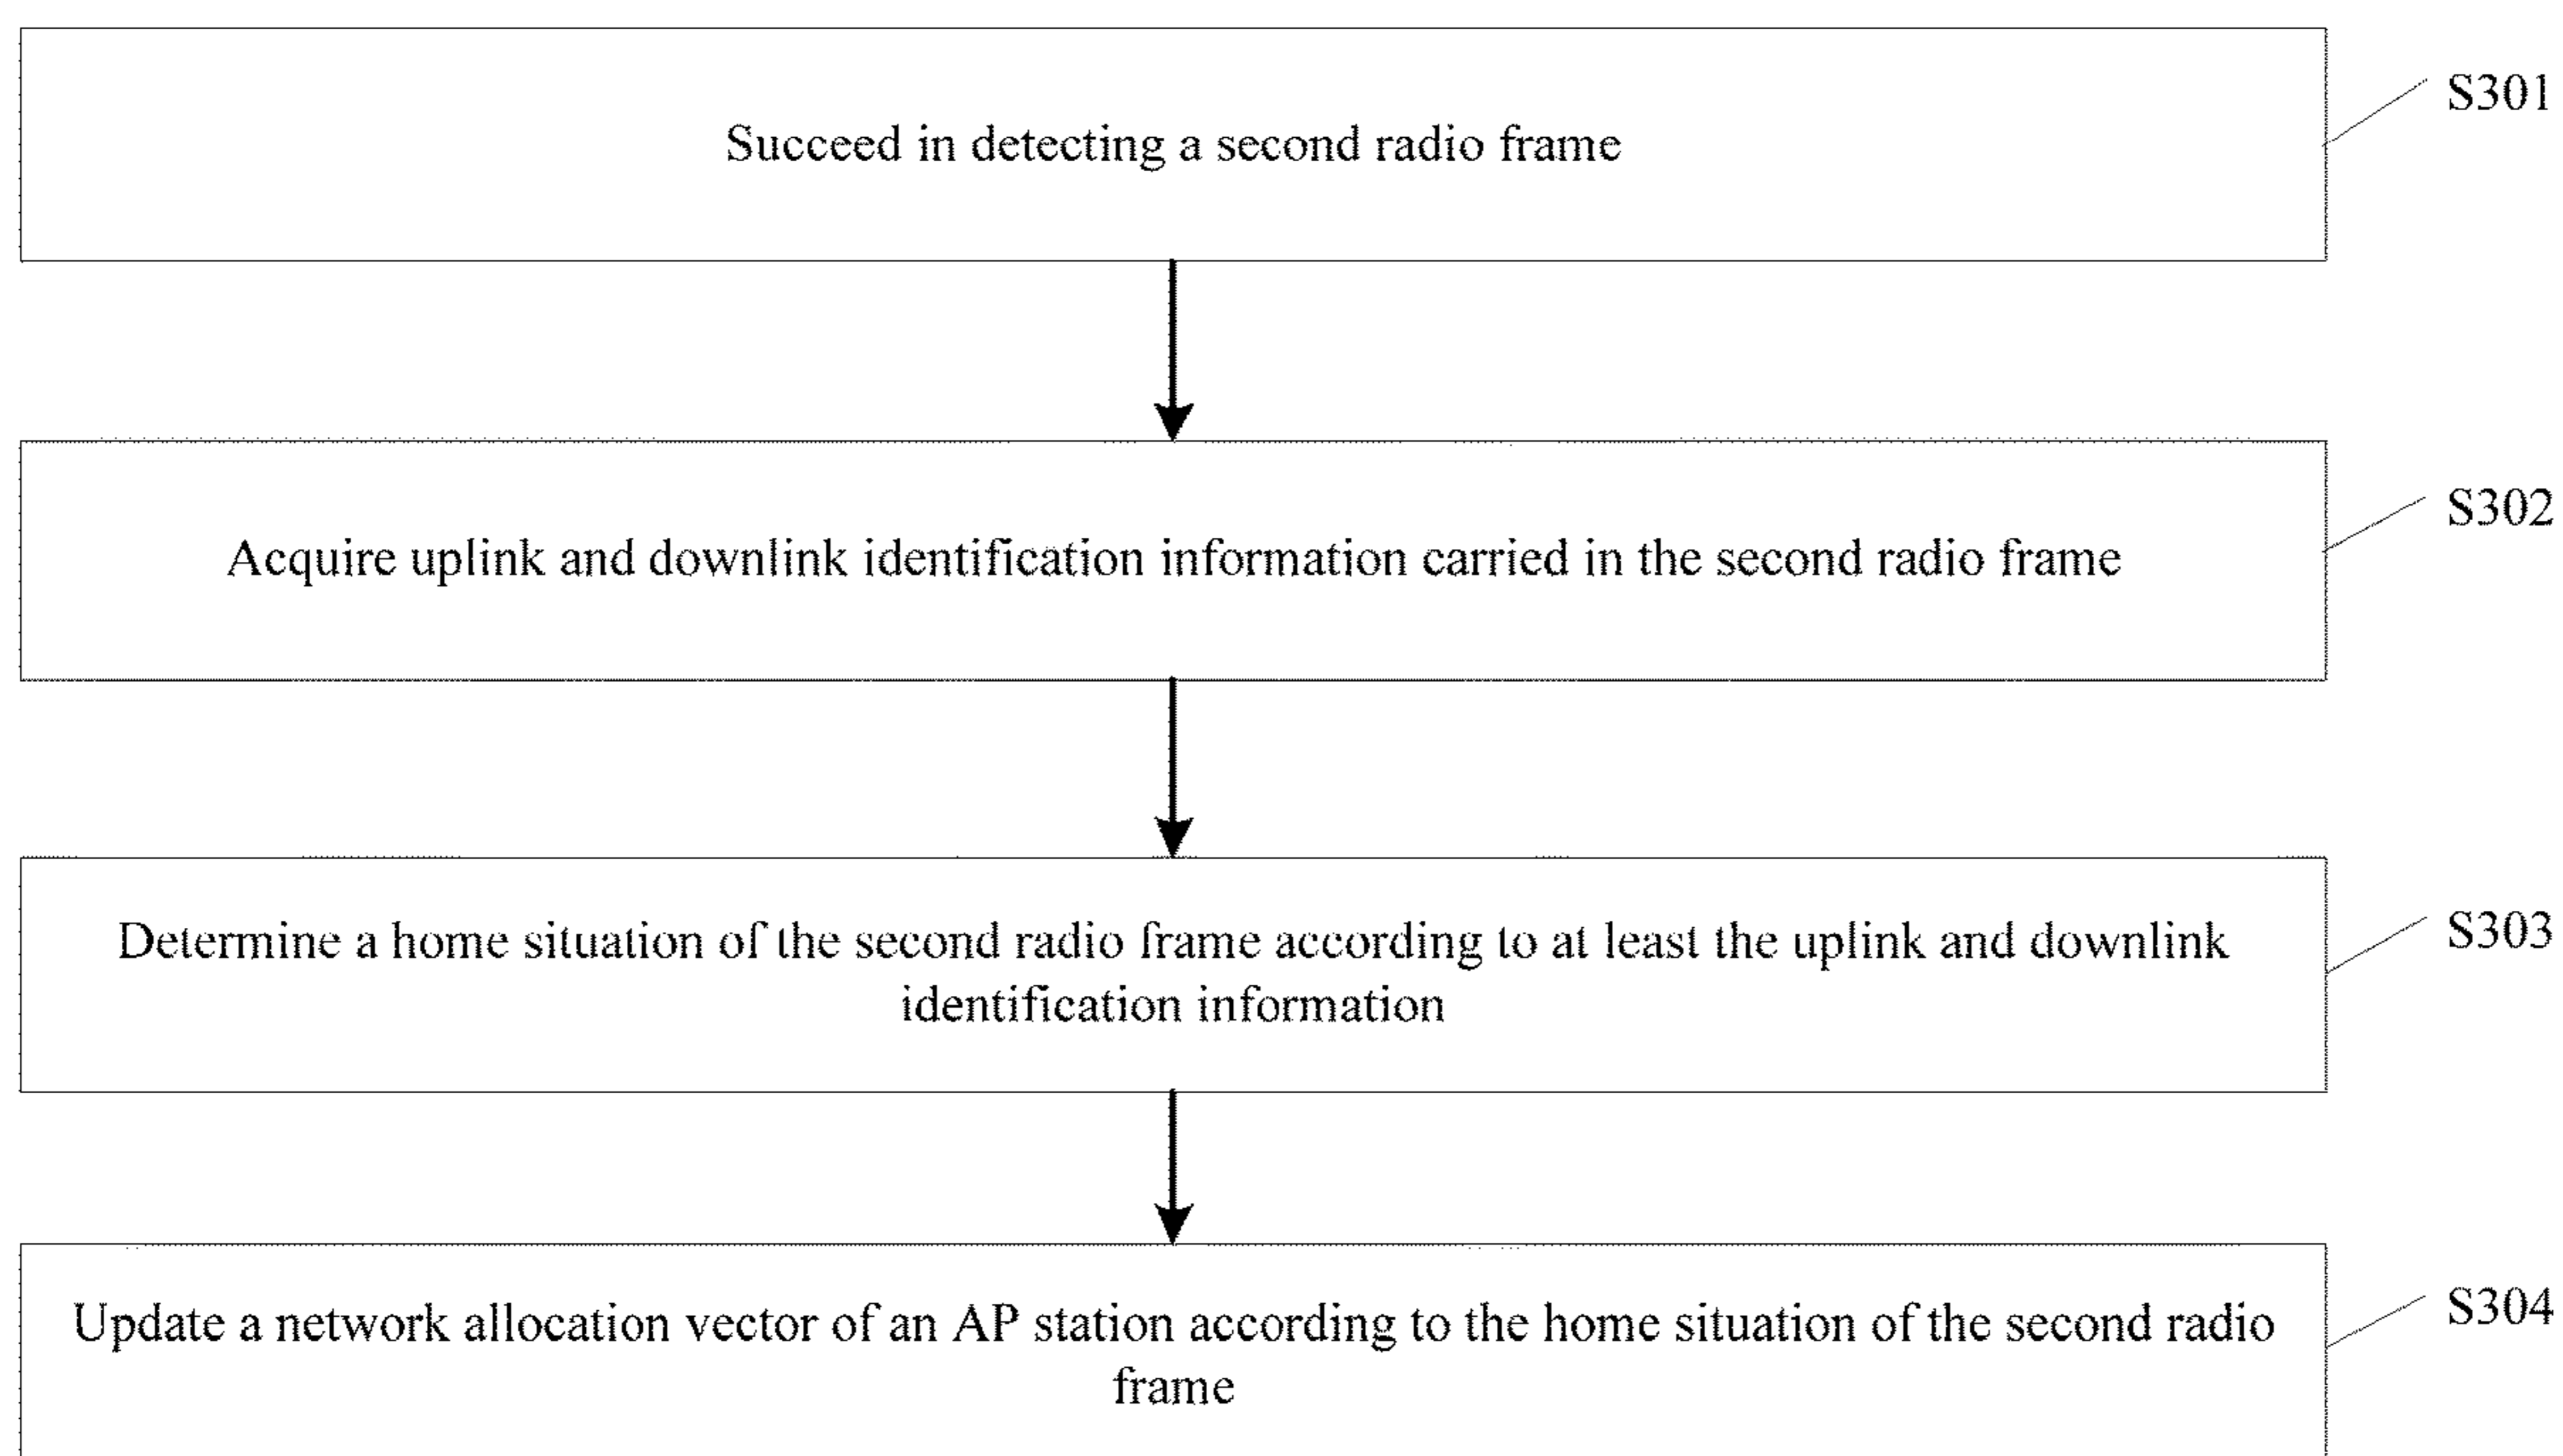 Succeed in detecting a second radio frame
S301
Acquire uplink and downlink identification information carried in the second radio frame
S302
Determine a home situation of the second radio frame according to at least the uplink and downlink
identification information
S303
Update a network allocation vector of an AP station according to the home situation of the second radio
frame
S304